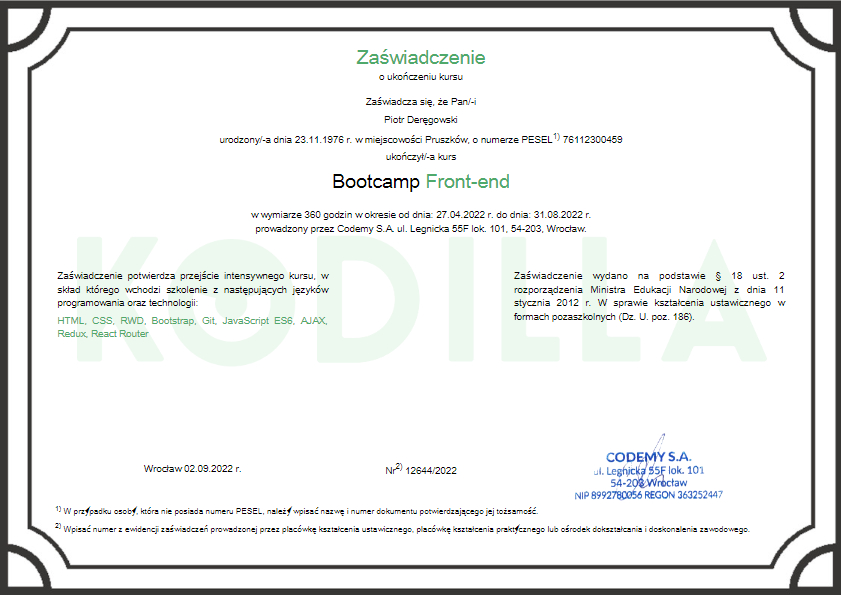 Zaświadczenie
o ukończeniu kursu
Zaświadcza się, że Pan/-i
Piotr Deręgowski
urodzony/-a dnia 23.11.1976 r. w miejscowości Pruszków, o numerze PESEL1) 76112300459
ukończył/-a kurs
Bootcamp Front-end
w wymiarze 360 godzin w okresie od dnia: 27.04.2022 r. do dnia: 31.08.2022 r.
prowadzony przez Codemy S.A. ul. Legnicka 55F lok. 101, 54-203, Wrocław.
KODILLA
Zaświadczenie potwierdza przejście intensywnego kursu, w
skład którego wchodzi szkolenie z następujących języków
programowania oraz technologii:
HTML, CSS, RWD, Bootstrap, Git, JavaScript ES6, AJAX,
Redux, React Router
Zaświadczenie wydano na podstawie § 18 ust. 2
rozporządzenia Ministra Edukacji Narodowej z dnia 11
stycznia 2012 r. W sprawie kształcenia ustawicznego w
formach pozaszkolnych (Dz. U. poz. 186).
Wrocław 02.09.2022 r.
Nr2) 12644/2022
CODEMY S.A.
ul. Legnicka 55F lok. 101
54-203 Wrocław
NIP 8992780056 REGON 363252447
1) W przypadku osoby, która nie posiada numeru PESEL, należy wpisać nazwę i numer dokumentu potwierdzającego jej tożsamość.
2) Wpisać numer z ewidencji zaświadczeń prowadzonej przez placówkę kształcenia ustawicznego, placówkę kształcenia praktycznego lub ośrodek dokształcania i doskonalenia zawodowego.